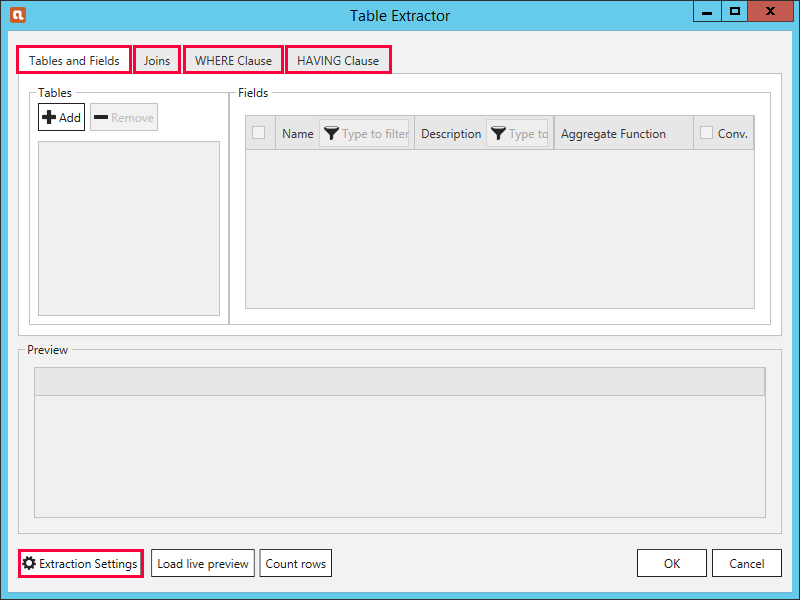 Table Extractor
Tables and Fields Joins WHERE Clause HAVING Clause
Tables Fields
Add Remove
Name Type to filter Description Type to Aggregate Function Conv.
Preview
Extraction Settings Load live preview Count rows OK Cancel